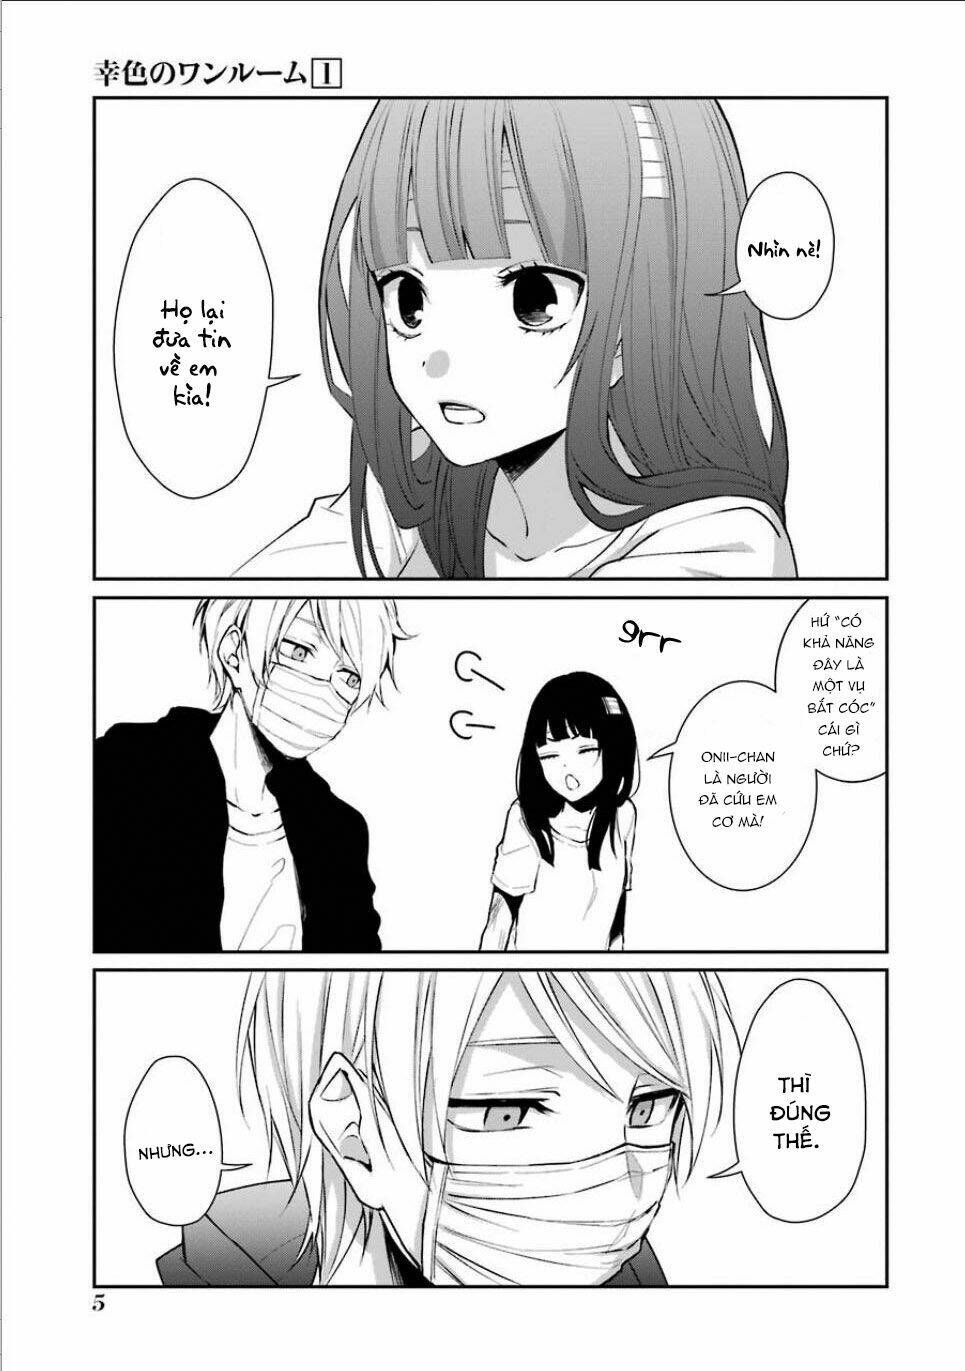 幸色のワンルーム1
Nhìn nè!
Họ lại
đưa tin
về em
kìa!
HỨ "CÓ
KHẢ NĂNG
ĐÂY LÀ
MỘT VỤ
BẮT CÓC"
CÁI GÌ
CHỨ?
ONII-CHAN
LÀ NGƯỜI
ĐÃ CỨU EM
CƠ MÀ!
grr
THÌ
ĐÚNG
THẾ.
NHƯNG...
5